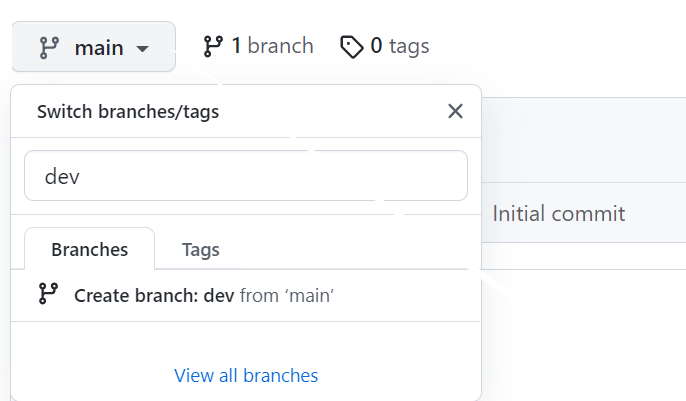 main 1 branch 0 tags
Switch branches/tags
dev
Initial commit
Branches Tags
Create branch: dev from ‘main’
View all branches